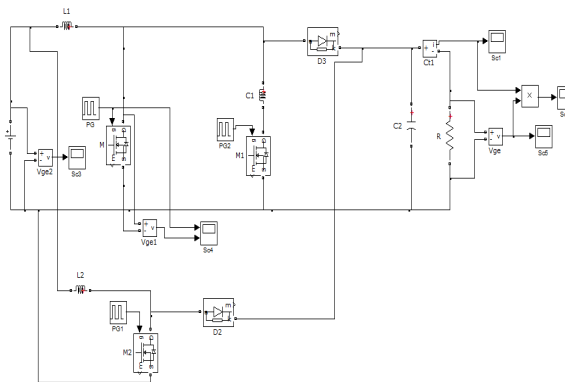 L1
m
D3
i
Ct1
Sc1
C1
PG
PG2
M
M1
C2
R
X
v
Vge2
Sc3
v
Vge
Sc5
v
Vge1
Sc4
L2
PG1
m
D2
M2